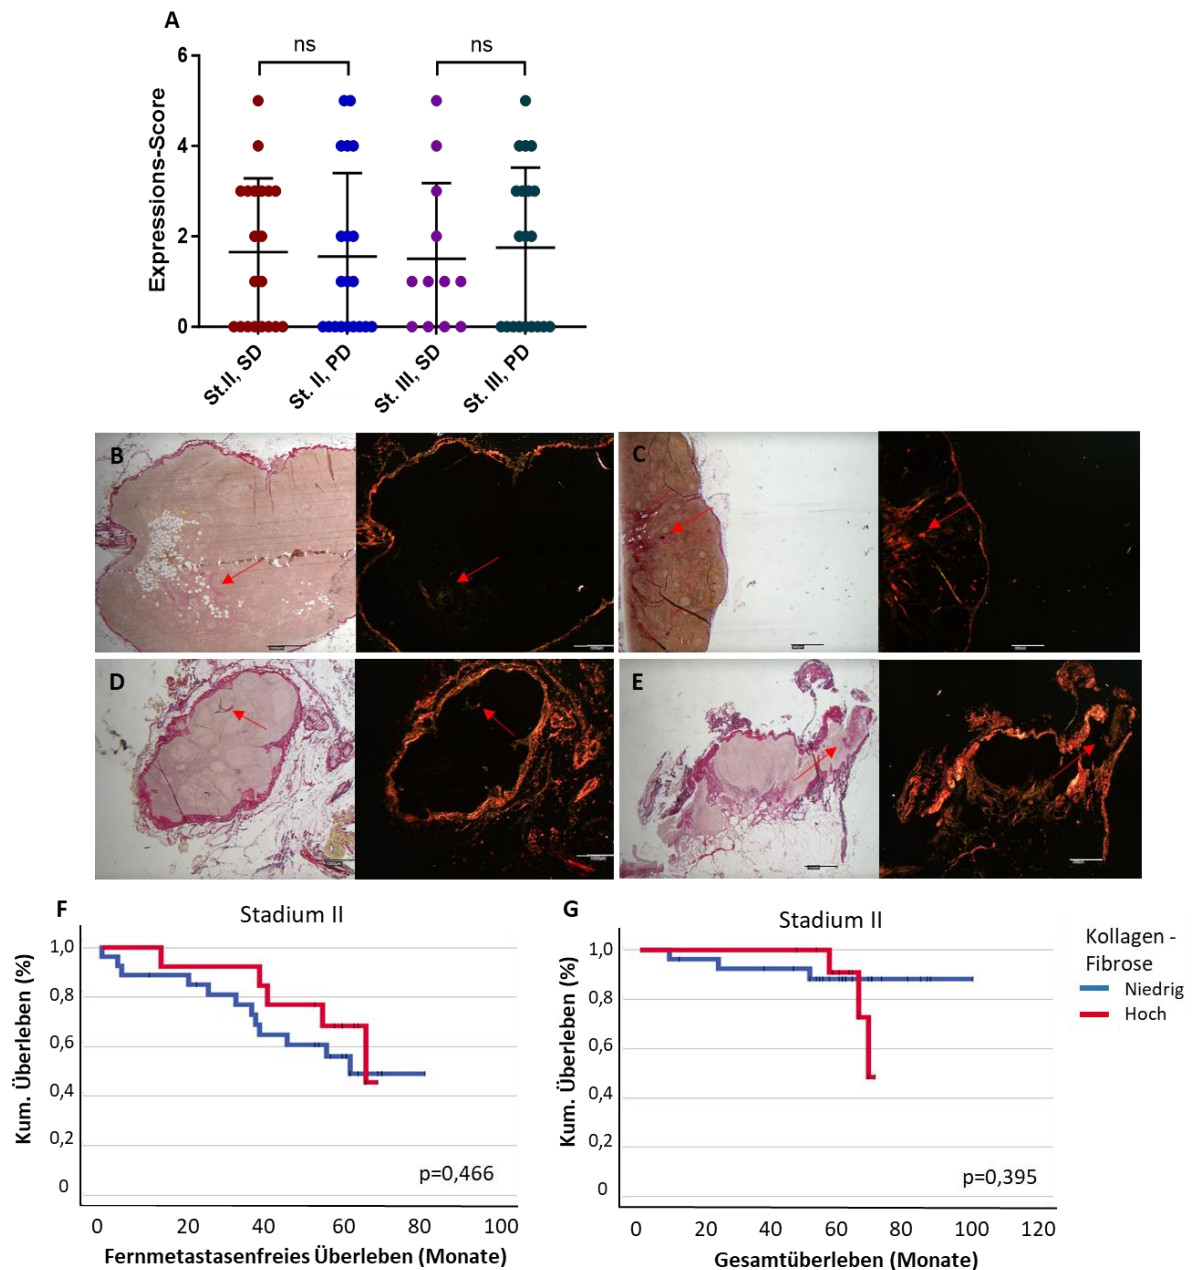 A
ns ns
6
4
2
0
Expressions-Score
St.II, SD
St. II, PD
St. III, SD
St. III, PD
B
C
D
E
F
Stadium II
1,0
0,8
0,6
0,4
0,2
0
Kum. Überleben (%)
p=0,466
0 20 40 60 80 100
Fernmetastasenfreies Überleben (Monate)
G
Stadium II
1,0
0,8
0,6
0,4
0,2
0
Kum. Überleben (%)
p=0,395
0 20 40 60 80 100 120
Gesamtüberleben (Monate)
Kollagen -
Fibrose
Niedrig
Hoch